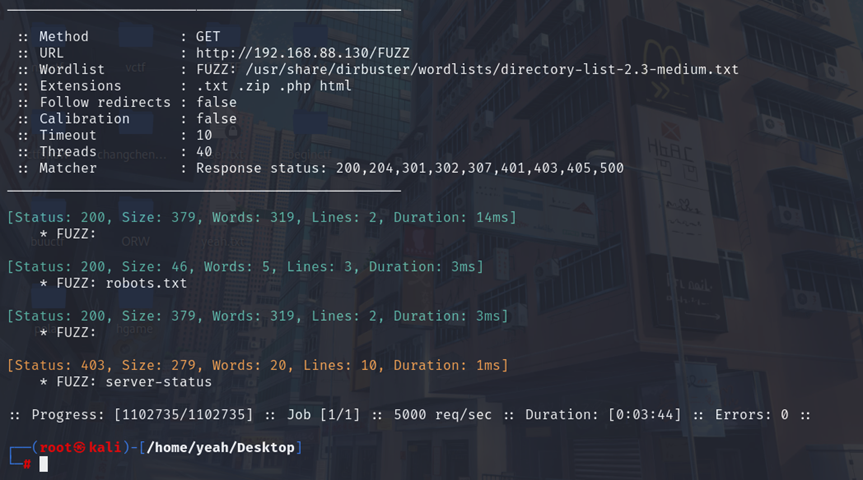 :: Method : GET
:: URL : http://192.168.88.130/FUZZ
:: Wordlist : FUZZ: /usr/share/dirbuster/wordlists/directory-list-2.3-medium.txt
:: Extensions : .txt .zip .php html
:: Follow redirects : false
:: Calibration : false
:: Timeout : 10
:: Threads : 40
:: Matcher : Response status: 200,204,301,302,307,401,403,405,500
[Status: 200, Size: 379, Words: 319, Lines: 2, Duration: 14ms]
* FUZZ:
[Status: 200, Size: 46, Words: 5, Lines: 3, Duration: 3ms]
* FUZZ: robots.txt
[Status: 200, Size: 379, Words: 319, Lines: 2, Duration: 3ms]
* FUZZ:
[Status: 403, Size: 279, Words: 20, Lines: 10, Duration: 1ms]
* FUZZ: server-status
:: Progress: [1102735/1102735] :: Job [1/1] :: 5000 req/sec :: Duration: [0:03:44] :: Errors: 0 ::
┌──(root㉿kali)-[/home/yeah/Desktop]
└─#
vctf
changchen...
ORW
game